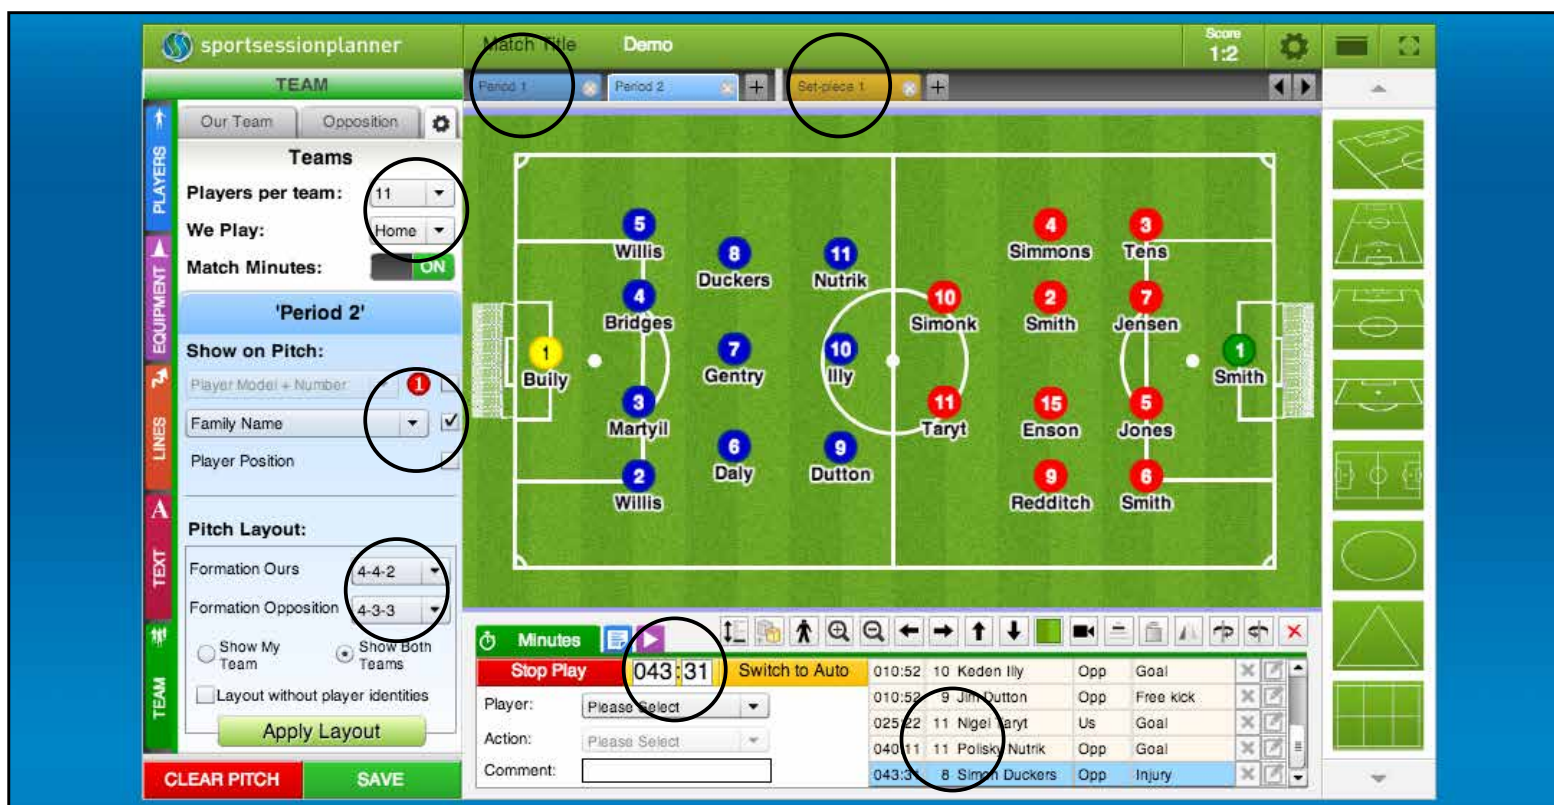 sportsessionplanner
Match Title Demo
Score
1:2
TEAM
Period 1 Period 2 + Set-piece 1 +
Our Team Opposition
Teams
Players per team: 11
We Play: Home
Match Minutes: ON
'Period 2'
Show on Pitch:
Player Model + Number 1
Family Name
Player Position
Pitch Layout:
Formation Ours 4-4-2
Formation Opposition 4-3-3
Show My Team
Show Both Teams
Layout without player identities
Apply Layout
CLEAR PITCH SAVE
PLAYERS
EQUIPMENT
LINES
A TEXT
TEAM
1 Builly
5 Willis
4 Bridges
3 Martyil
2 Willis
8 Duckers
7 Gentry
6 Daly
11 Nutrik
10 Illy
9 Dutton
10 Simonk
11 Taryt
4 Simmons
2 Smith
15 Enson
9 Redditch
3 Tens
7 Jensen
5 Jones
6 Smith
1 Smith
Minutes
Stop Play 043:31 Switch to Auto
Player: Please Select
Action: Please Select
Comment:
010:52 10 Keden Illy Opp Goal
010:52 9 Jim Dutton Opp Free kick
025:22 11 Nigel Taryt Us Goal
040:11 11 Polisky Nutrik Opp Goal
043:31 8 Simon Duckers Opp Injury